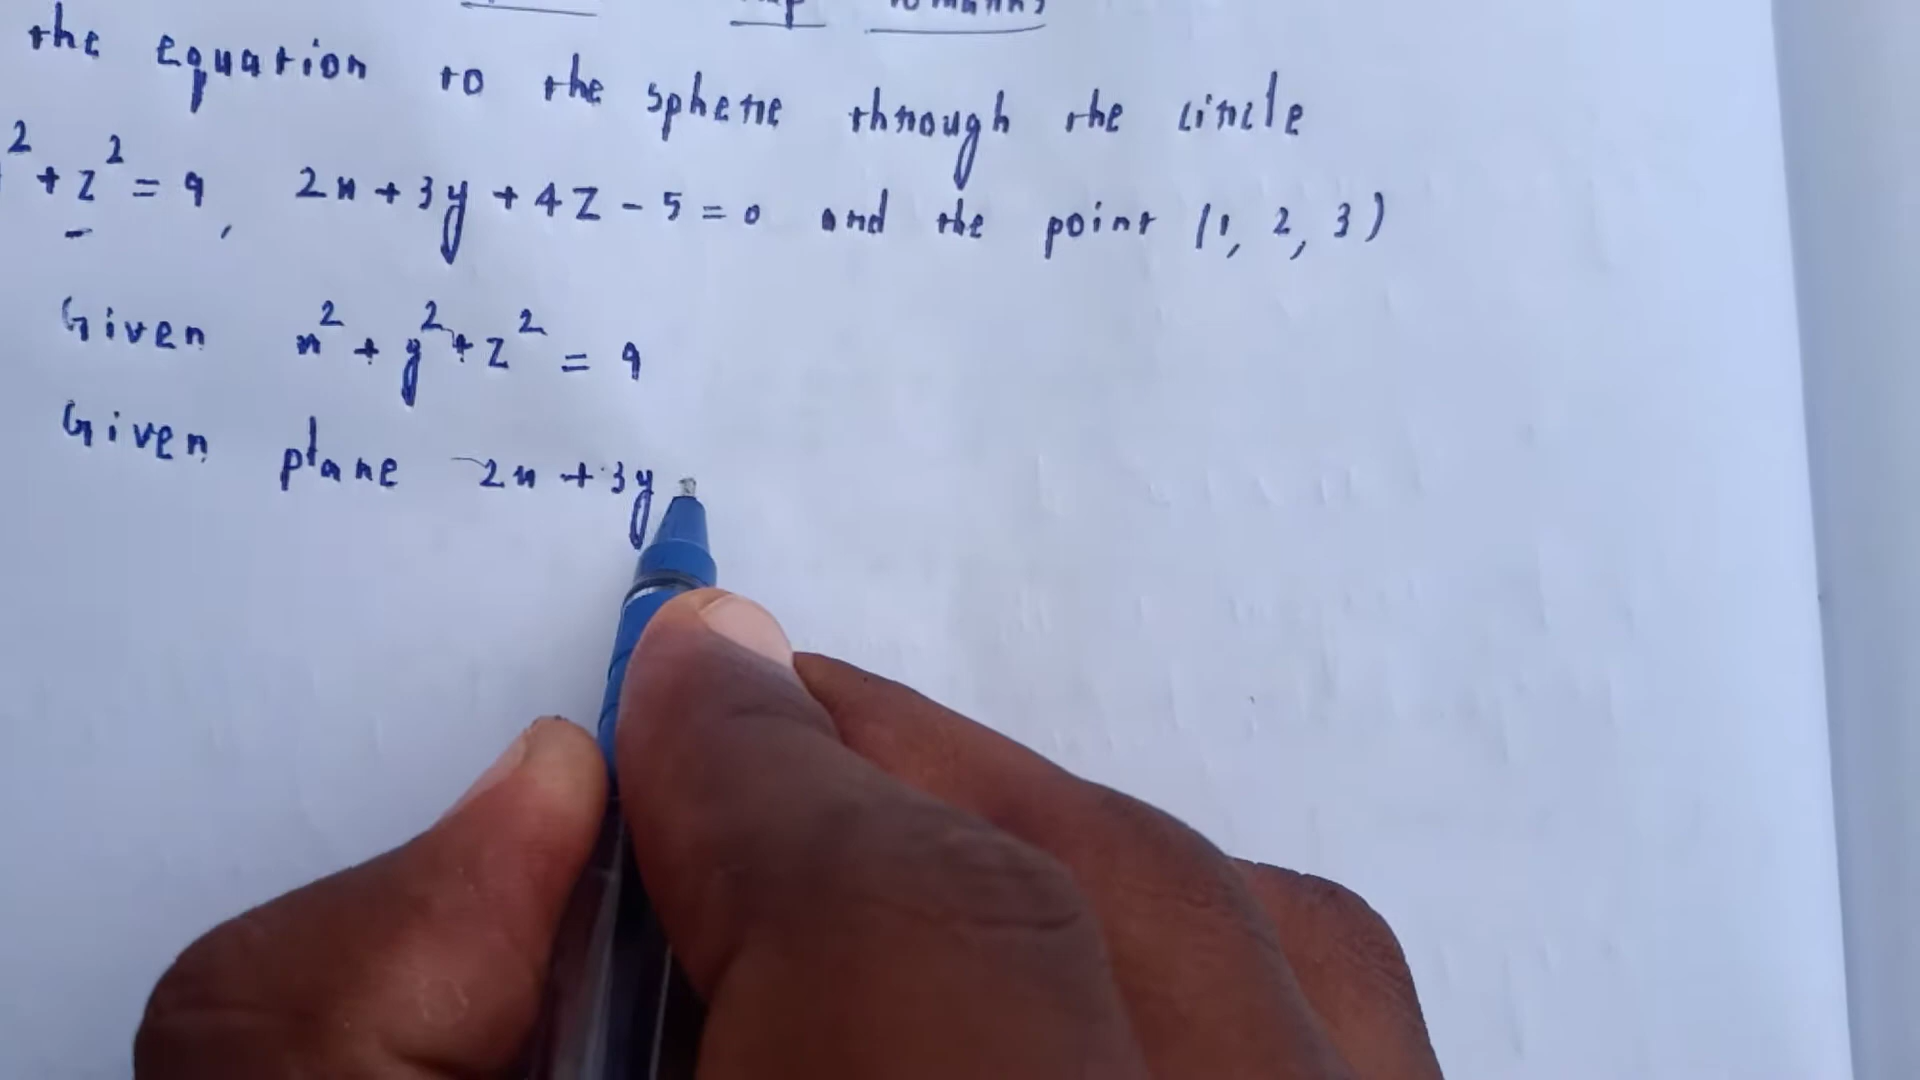 the equation to the sphere through the circle
2 + z² = 9, 2x + 3y + 4z - 5 = 0 and the point (1, 2, 3)
Given x² + y² + z² = 9
Given plane 2x + 3y